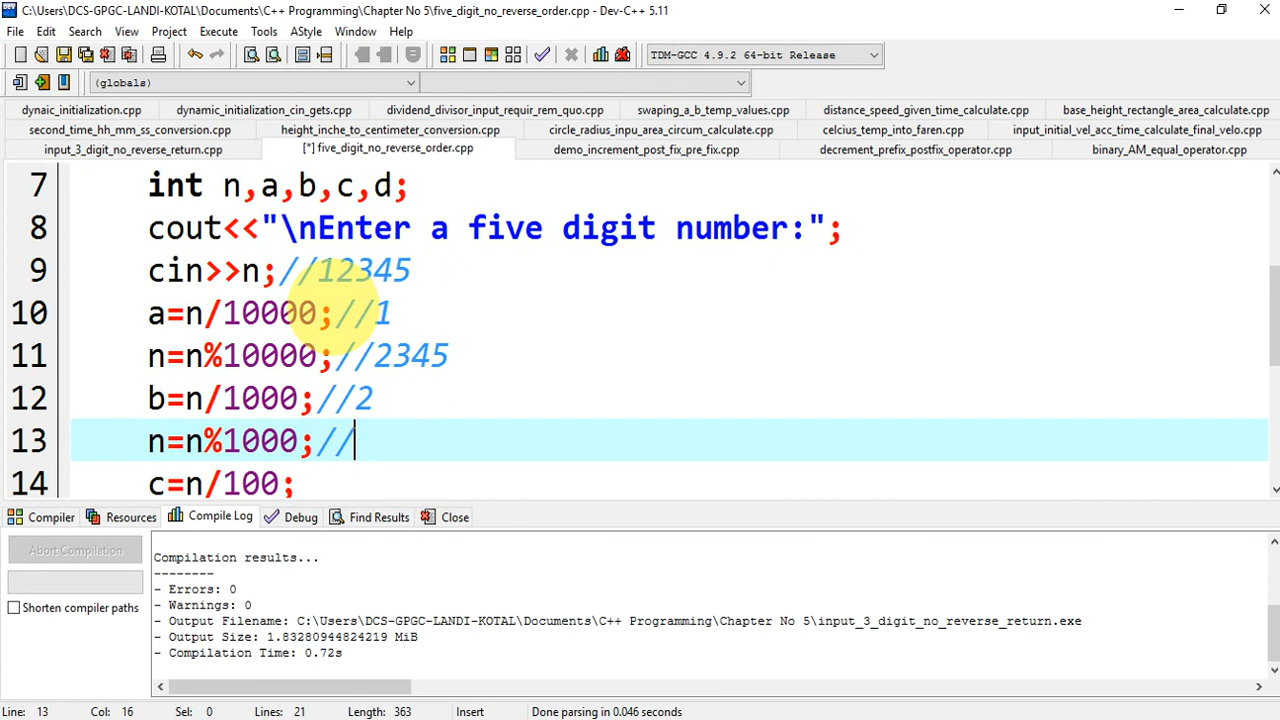 C:\Users\DCS-GPGC-LANDI-KOTAL\Documents\C++ Programming\Chapter No 5\five_digit_no_reverse_order.cpp - Dev-C++ 5.11
File Edit Search View Project Execute Tools AStyle Window Help
TDM-GCC 4.9.2 64-bit Release
(globals)
dynaic_initialization.cpp dynamic_initialization_cin_gets.cpp dividend_divisor_input_requir_rem_quo.cpp swaping_a_b_temp_values.cpp distance_speed_given_time_calculate.cpp base_height_rectangle_area_calculate.cpp
second_time_hh_mm_ss_conversion.cpp height_inche_to_centimeter_conversion.cpp circle_radius_inpu_area_circum_calculate.cpp celcius_temp_into_faren.cpp input_initial_vel_acc_time_calculate_final_velo.cpp
input_3_digit_no_reverse_return.cpp [*] five_digit_no_reverse_order.cpp demo_increment_post_fix_pre_fix.cpp decrement_prefix_postfix_operator.cpp binary_AM_equal_operator.cpp
7 int n,a,b,c,d;
8 cout<<"\nEnter a five digit number:";
9 cin>>n;//12345
10 a=n/10000;//1
11 n=n%10000;//2345
12 b=n/1000;//2
13 n=n%1000;//
14 c=n/100;
Compiler Resources Compile Log Debug Find Results Close
Abort Compilation
Shorten compiler paths
Compilation results...
--------
- Errors: 0
- Warnings: 0
- Output Filename: C:\Users\DCS-GPGC-LANDI-KOTAL\Documents\C++ Programming\Chapter No 5\input_3_digit_no_reverse_return.exe
- Output Size: 1.83280944824219 MiB
- Compilation Time: 0.72s
Line: 13 Col: 16 Sel: 0 Lines: 21 Length: 363 Insert Done parsing in 0.046 seconds